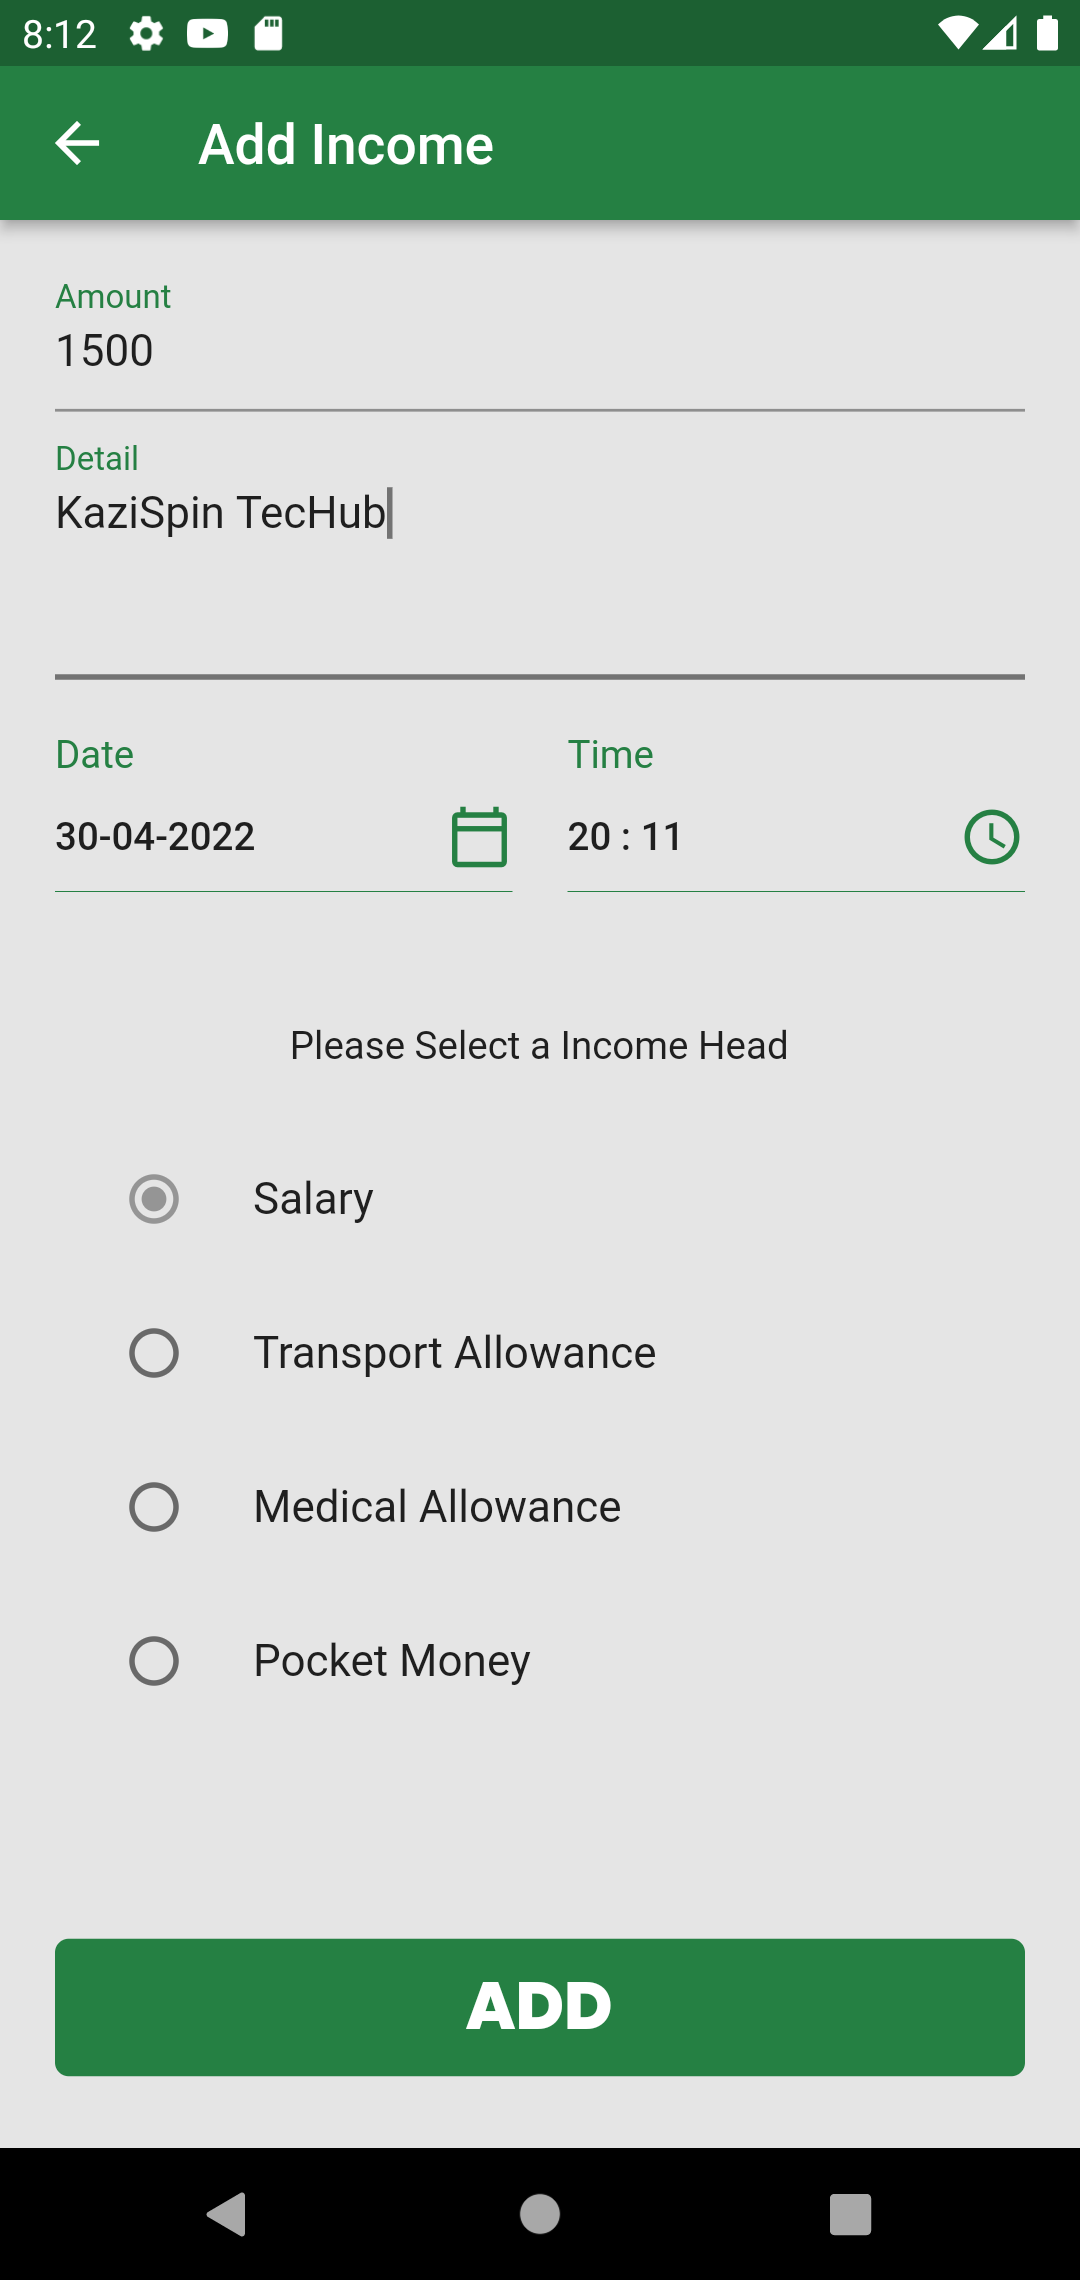 8:12
Add Income
Amount
1500
Detail
KaziSpin TecHub
Date
Time
30-04-2022
20 : 11
Please Select a Income Head
Salary
Transport Allowance
Medical Allowance
Pocket Money
ADD